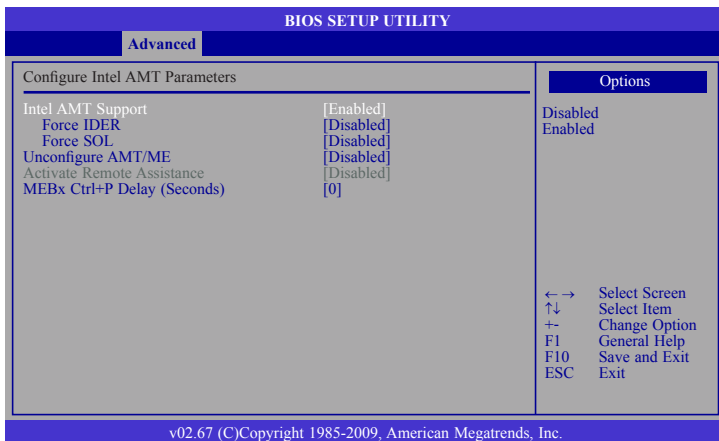 BIOS SETUP UTILITY
Advanced
Configure Intel AMT Parameters
Intel AMT Support [Enabled]
Force IDER [Disabled]
Force SOL [Disabled]
Unconfigure AMT/ME [Disabled]
Activate Remote Assistance [Disabled]
MEBx Ctrl+P Delay (Seconds) [0]
Options
Disabled
Enabled
←→ Select Screen
↑↓ Select Item
+- Change Option
F1 General Help
F10 Save and Exit
ESC Exit
v02.67 (C)Copyright 1985-2009, American Megatrends, Inc.